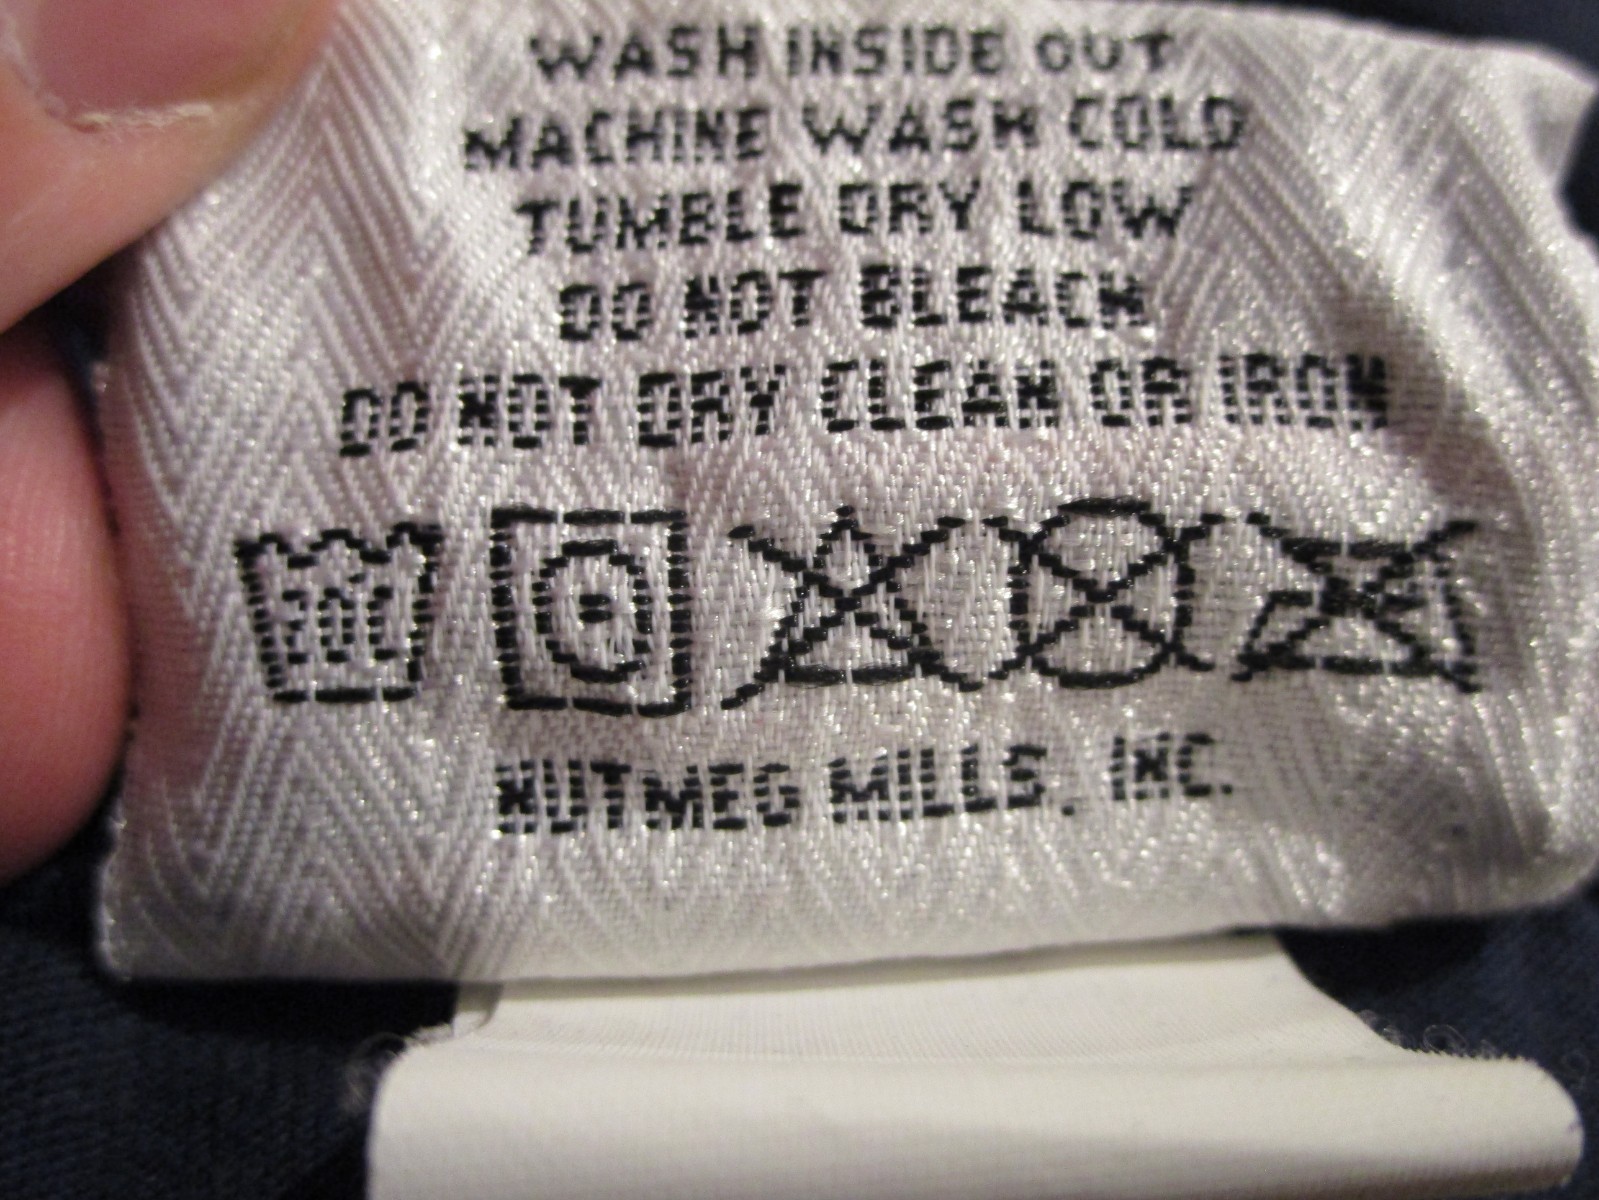 WASH INSIDE OUT
MACHINE WASH COLD
TUMBLE DRY LOW
DO NOT BLEACH
DO NOT DRY CLEAN OR IRON
20C
NUTMEG MILLS, INC.